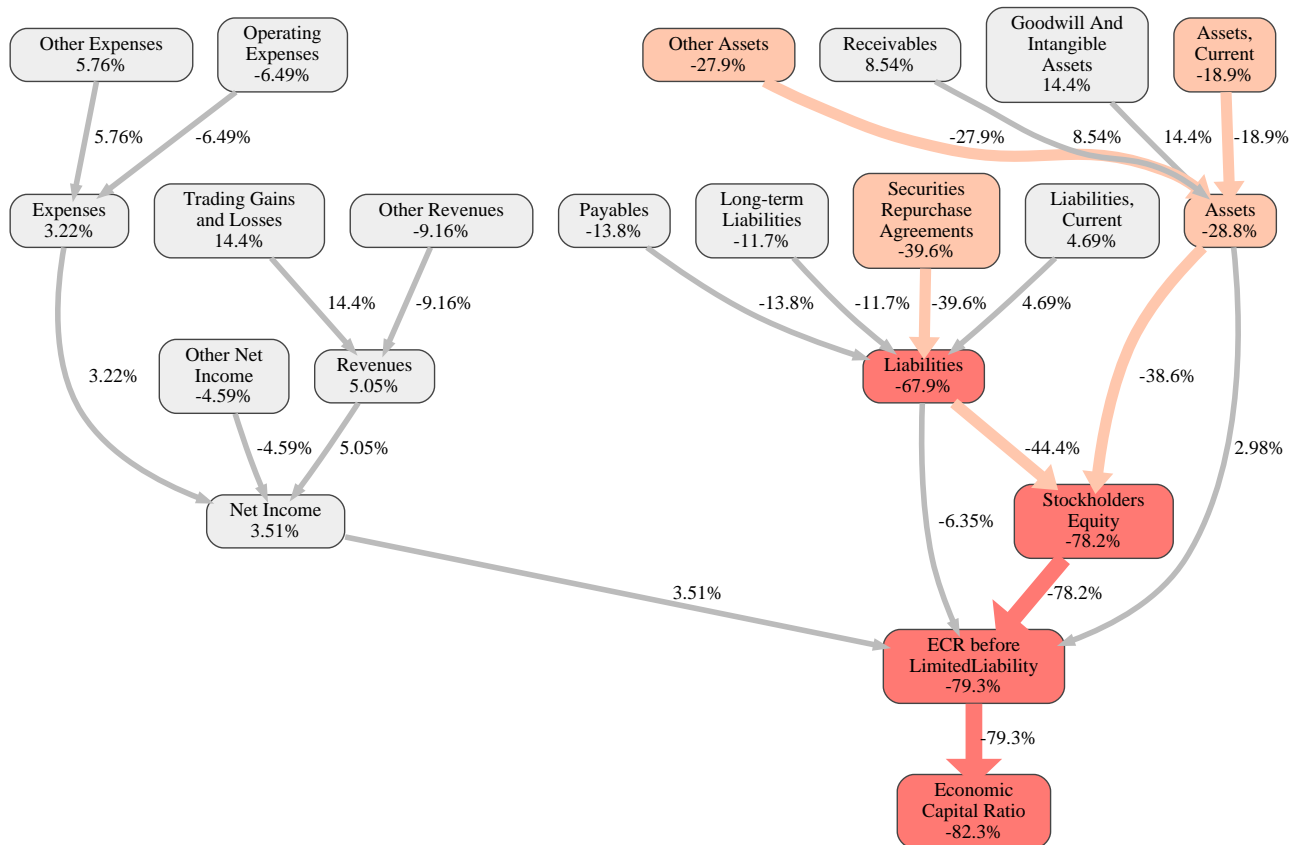 Other Expenses
5.76%
Operating
Expenses
-6.49%
Other Assets
-27.9%
Receivables
8.54%
Goodwill And
Intangible
Assets
14.4%
Assets,
Current
-18.9%
5.76%
-6.49%
-27.9%
8.54%
14.4%
-18.9%
Expenses
3.22%
Trading Gains
and Losses
14.4%
Other Revenues
-9.16%
Payables
-13.8%
Long-term
Liabilities
-11.7%
Securities
Repurchase
Agreements
-39.6%
Liabilities,
Current
4.69%
Assets
-28.8%
14.4%
-9.16%
-13.8%
-11.7%
-39.6%
4.69%
Other Net
Income
-4.59%
Revenues
5.05%
Liabilities
-67.9%
3.22%
-38.6%
-4.59%
5.05%
-44.4%
2.98%
Net Income
3.51%
Stockholders
Equity
-78.2%
-6.35%
3.51%
-78.2%
ECR before
LimitedLiability
-79.3%
-79.3%
Economic
Capital Ratio
-82.3%